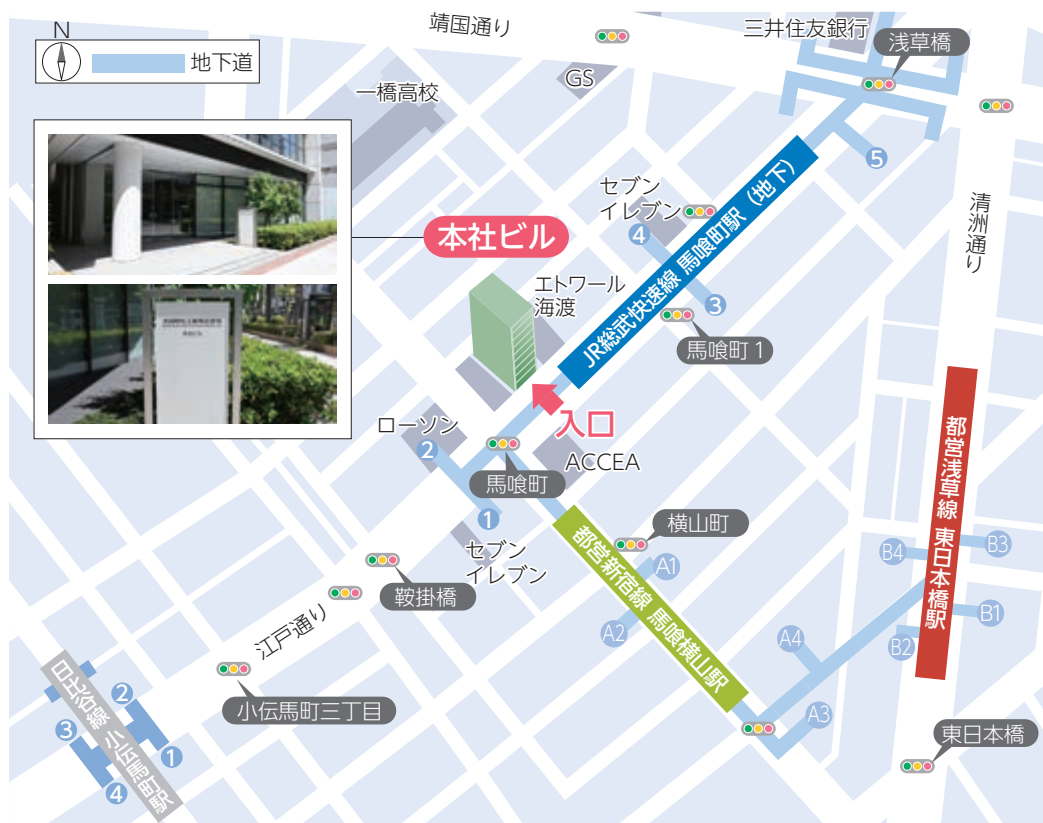 N
地下道
靖国通り
三井住友銀行
浅草橋
GS
一橋高校
5
セブン
イレブン
4
清洲通り
本社ビル
エトワール
海渡
JR総武快速線 馬喰町駅（地下）
3
馬喰町 1
入口
ローソン
2
ACCEA
馬喰町
1
セブン
イレブン
都営新宿線 馬喰横山駅
横山町
A1
A2
都営浅草線 東日本橋駅
B4
B3
B1
B2
A4
A3
鞍掛橋
江戸通り
小伝馬町三丁目
日比谷線 小伝馬町駅
2
3
1
4
東日本橋